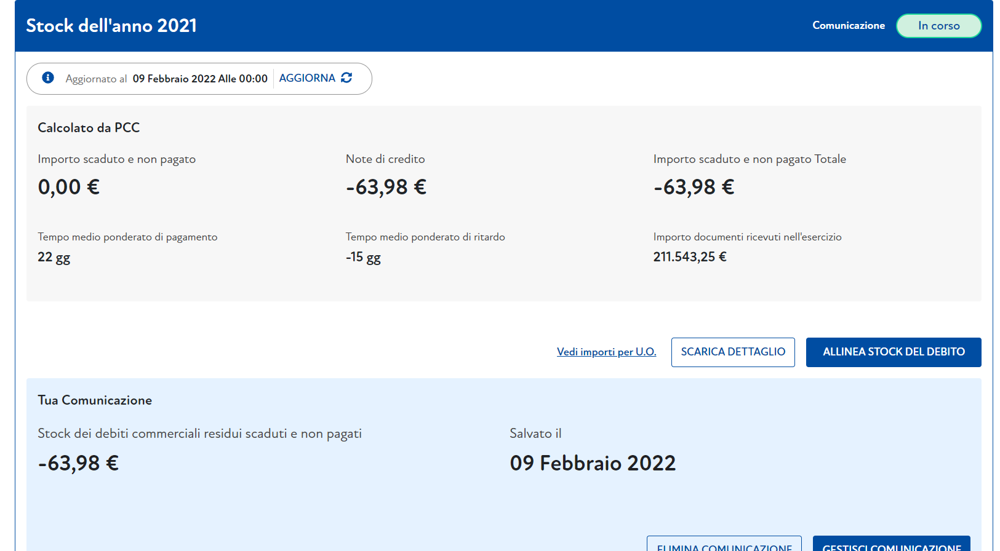 Stock dell'anno 2021
Comunicazione In corso
Aggiornato al 09 Febbraio 2022 Alle 00:00 AGGIORNA
Calcolato da PCC
Importo scaduto e non pagato
0,00 €
Note di credito
-63,98 €
Importo scaduto e non pagato Totale
-63,98 €
Tempo medio ponderato di pagamento
22 gg
Tempo medio ponderato di ritardo
-15 gg
Importo documenti ricevuti nell'esercizio
211.543,25 €
Vedi importi per U.O. SCARICA DETTAGLIO ALLINEA STOCK DEL DEBITO
Tua Comunicazione
Stock dei debiti commerciali residui scaduti e non pagati
-63,98 €
Salvato il
09 Febbraio 2022
ELIMINA COMUNICAZIONE GESTISCI COMUNICAZIONE